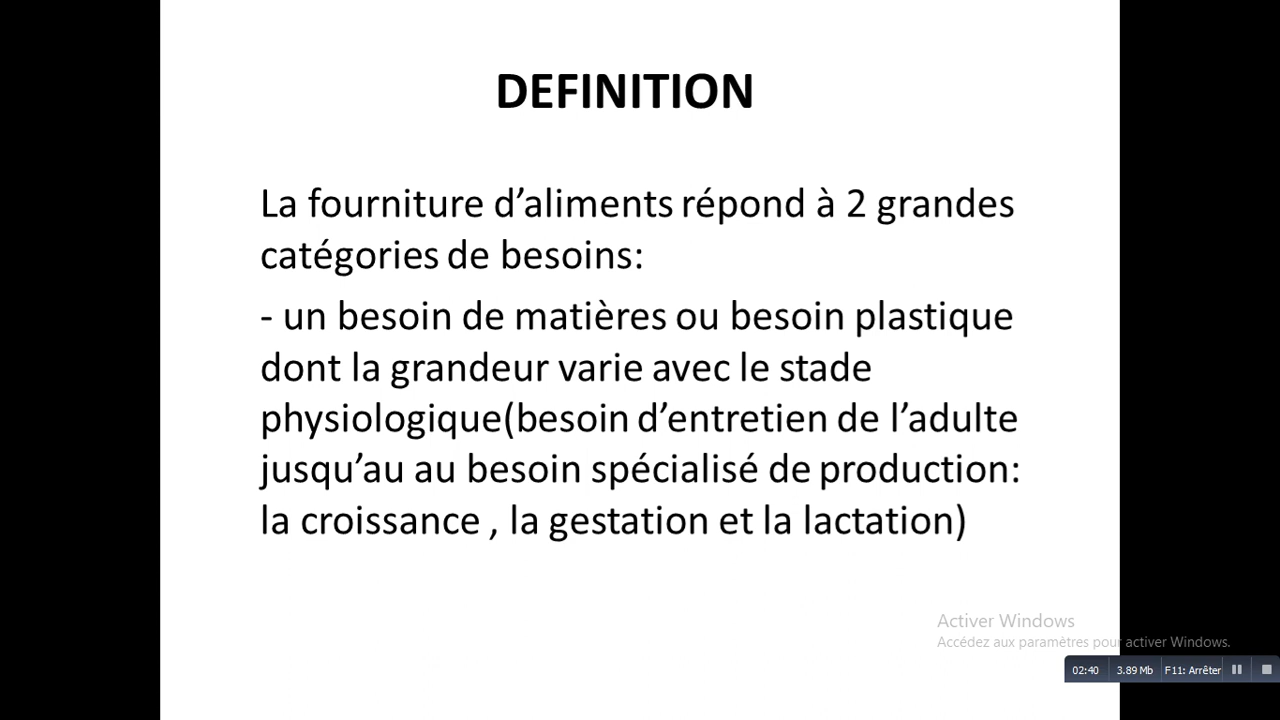 DEFINITION
La fourniture d’aliments répond à 2 grandes
catégories de besoins:
- un besoin de matières ou besoin plastique
dont la grandeur varie avec le stade
physiologique(besoin d’entretien de l’adulte
jusqu’au au besoin spécialisé de production:
la croissance , la gestation et la lactation)
Activer Windows
Accédez aux paramètres pour activer Windows.
02:40 3.89 Mb F11: Arrêter